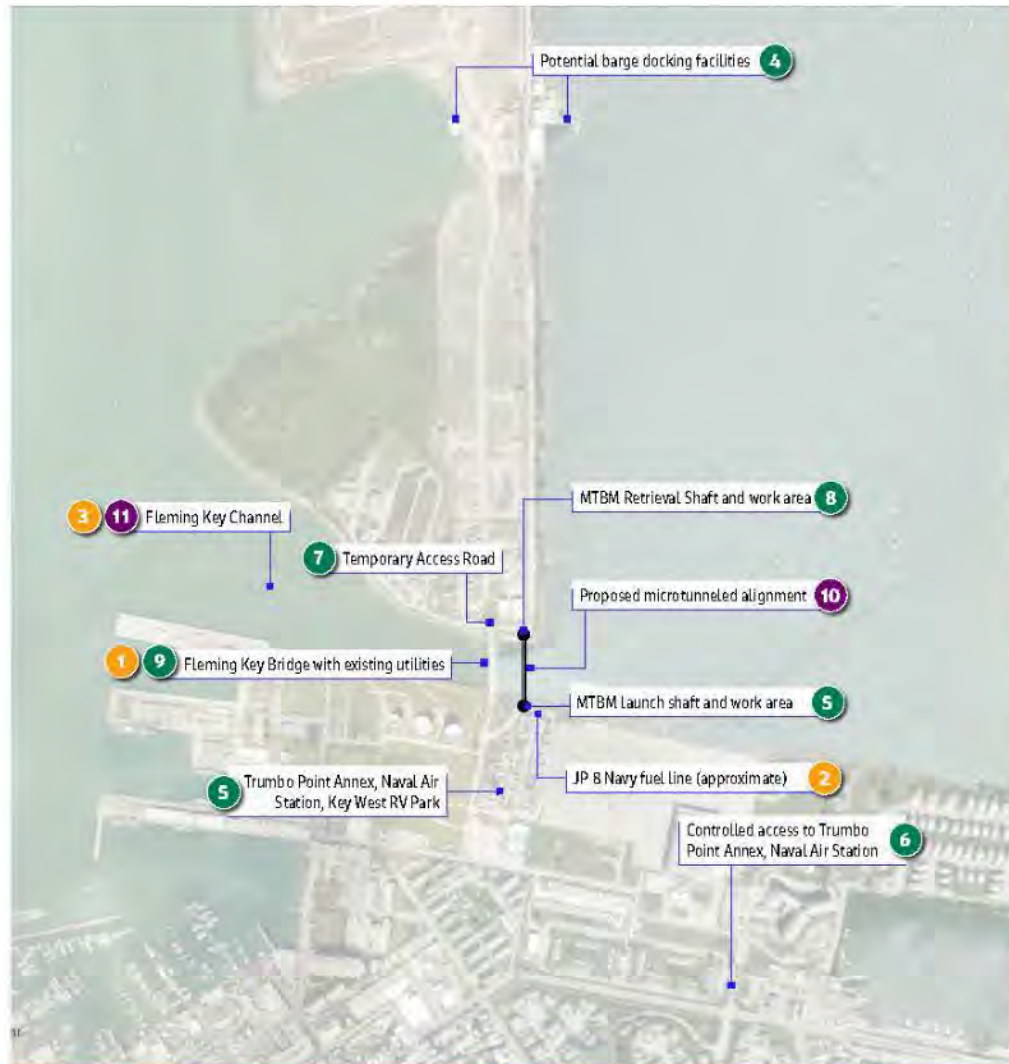 Potential barge docking facilities 4
MTBM Retrieval Shaft and work area 8
3 11 Fleming Key Channel
7 Temporary Access Road
Proposed microtunneled alignment 10
1 9 Fleming Key Bridge with existing utilities
MTBM Launch shaft and work area 5
JP 8 Navy fuel line (approximate) 2
5 Trumbo Point Annex, Naval Air
Station, Key West RV Park
Controlled access to Trumbo
Point Annex, Naval Air Station 6